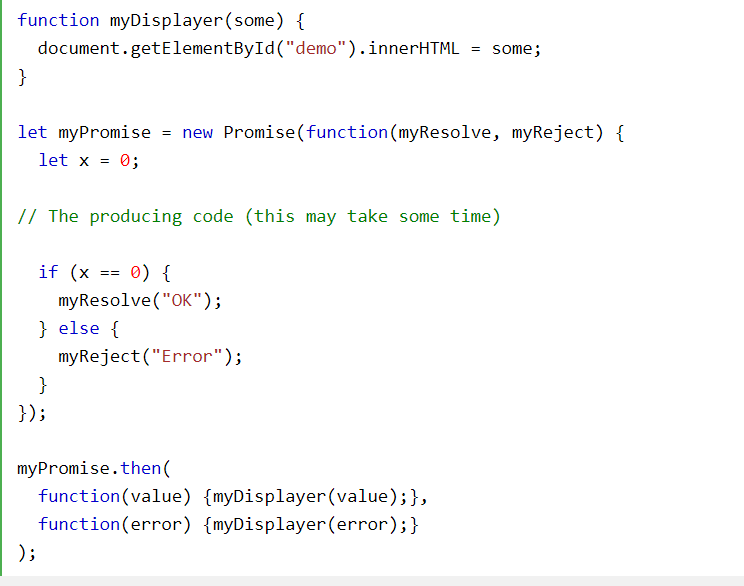 function myDisplayer(some) {
  document.getElementById("demo").innerHTML = some;
}

let myPromise = new Promise(function(myResolve, myReject) {
  let x = 0;

// The producing code (this may take some time)

  if (x == 0) {
    myResolve("OK");
  } else {
    myReject("Error");
  }
});

myPromise.then(
  function(value) {myDisplayer(value);},
  function(error) {myDisplayer(error);}
);